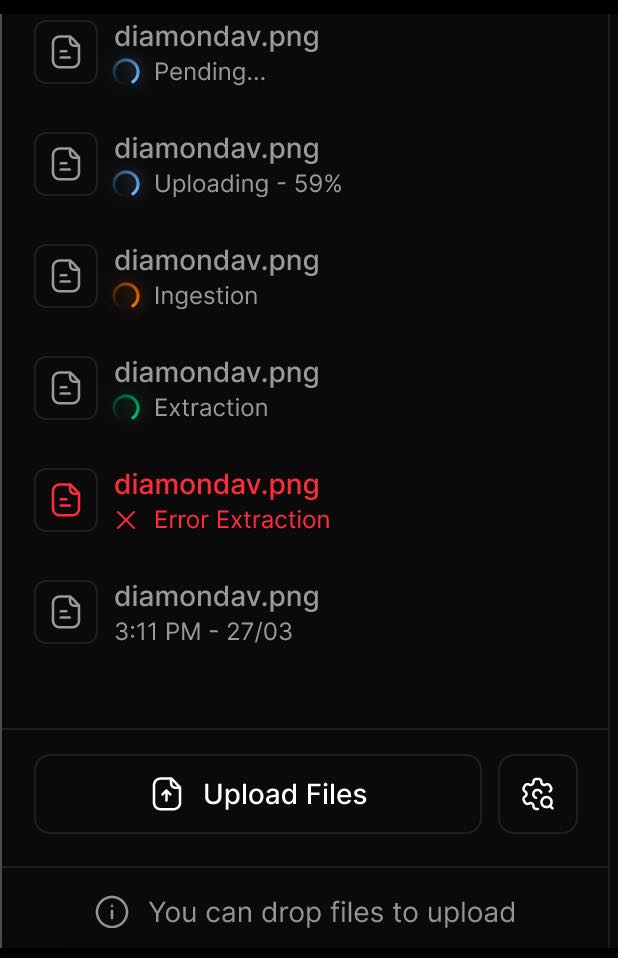 diamondav.png
Pending...
diamondav.png
Uploading - 59%
diamondav.png
Ingestion
diamondav.png
Extraction
diamondav.png
Error Extraction
diamondav.png
3:11 PM - 27/03
Upload Files
You can drop files to upload